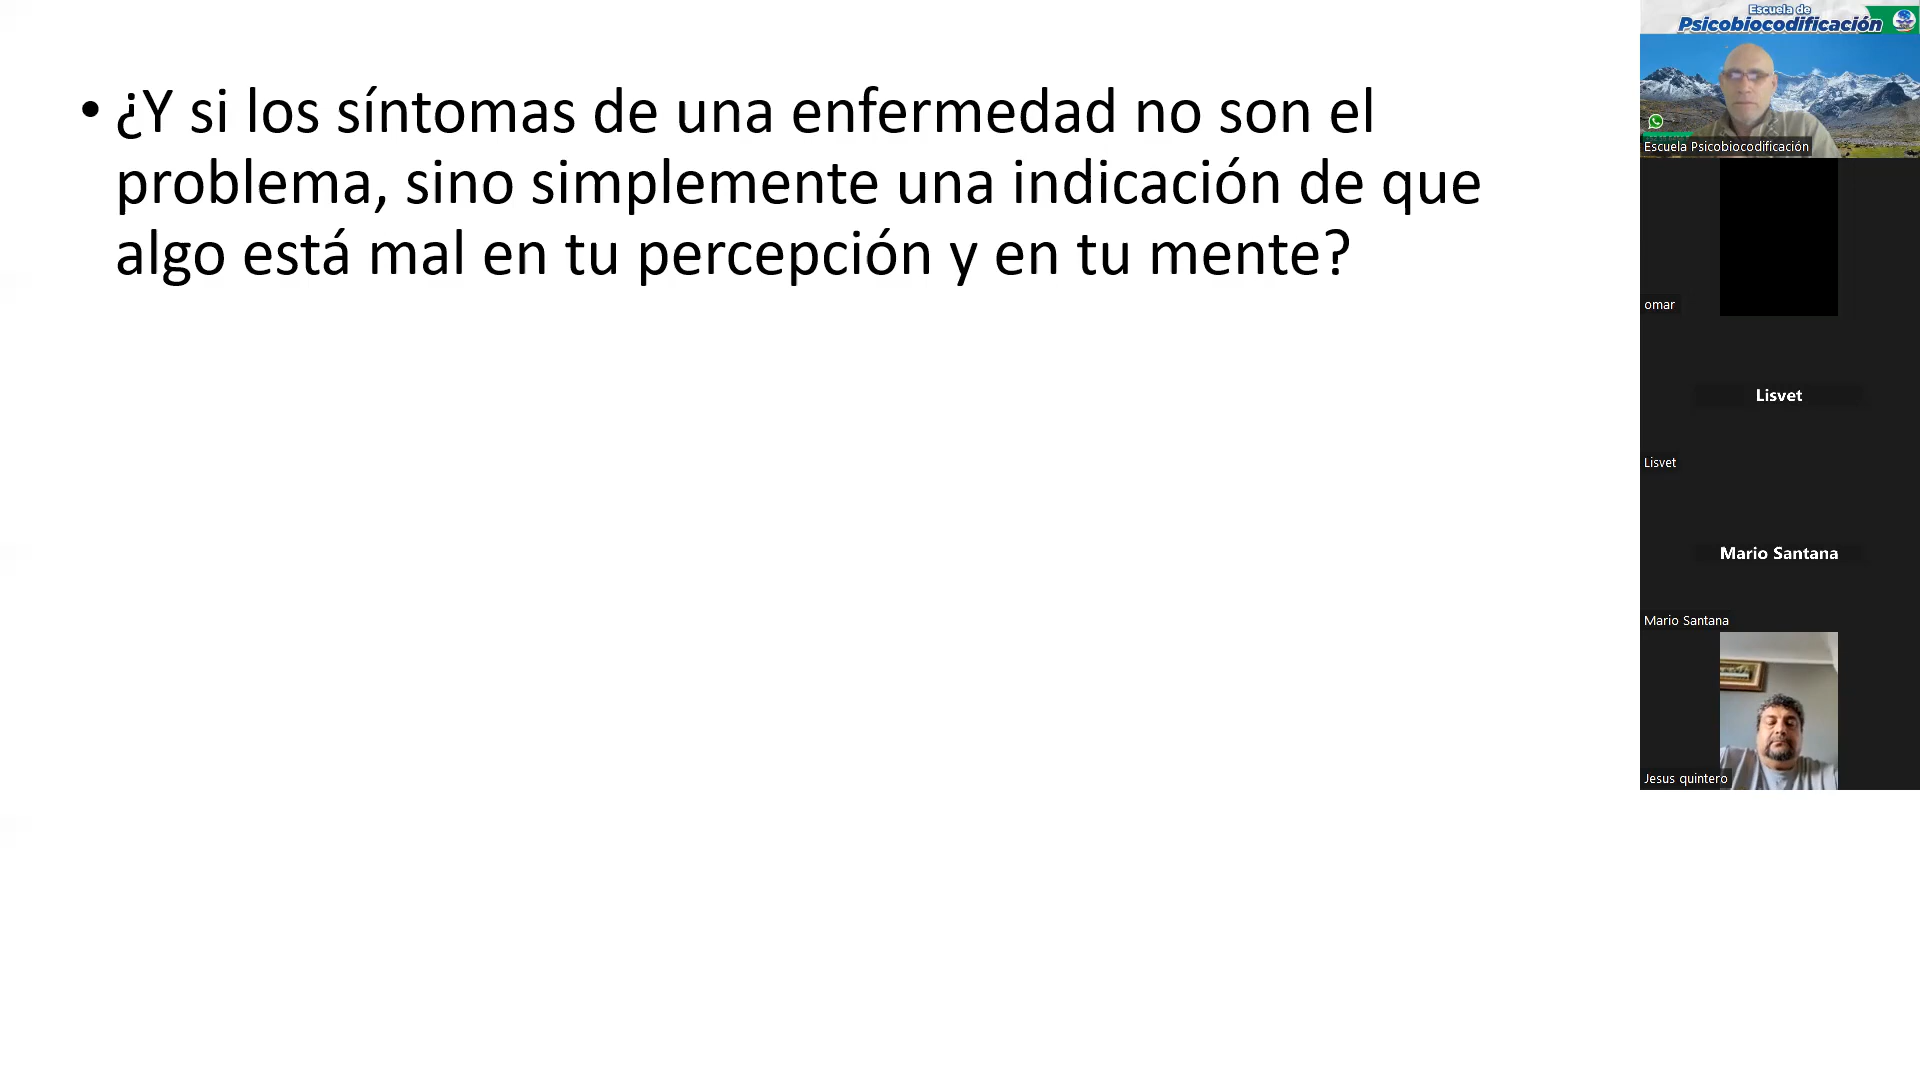 • ¿Y si los síntomas de una enfermedad no son el
problema, sino simplemente una indicación de que
algo está mal en tu percepción y en tu mente?
Escuela de
Psicobiocodificación
Escuela Psicobiocodificación
omar
Lisvet
Lisvet
Mario Santana
Mario Santana
Jesus quintero